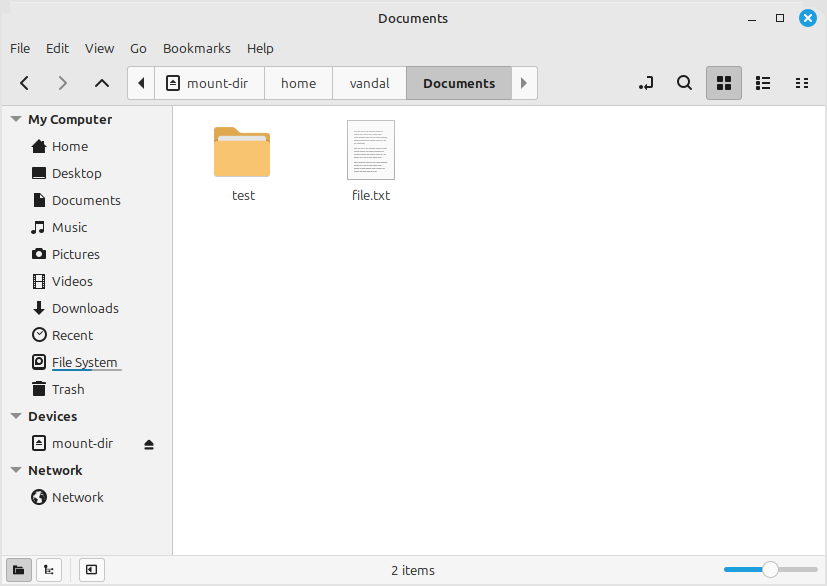 Documents
File Edit View Go Bookmarks Help
mount-dir home vandal Documents
My Computer
Home
Desktop
Documents
Music
Pictures
Videos
Downloads
Recent
File System
Trash
Devices
mount-dir
Network
Network
test file.txt
2 items